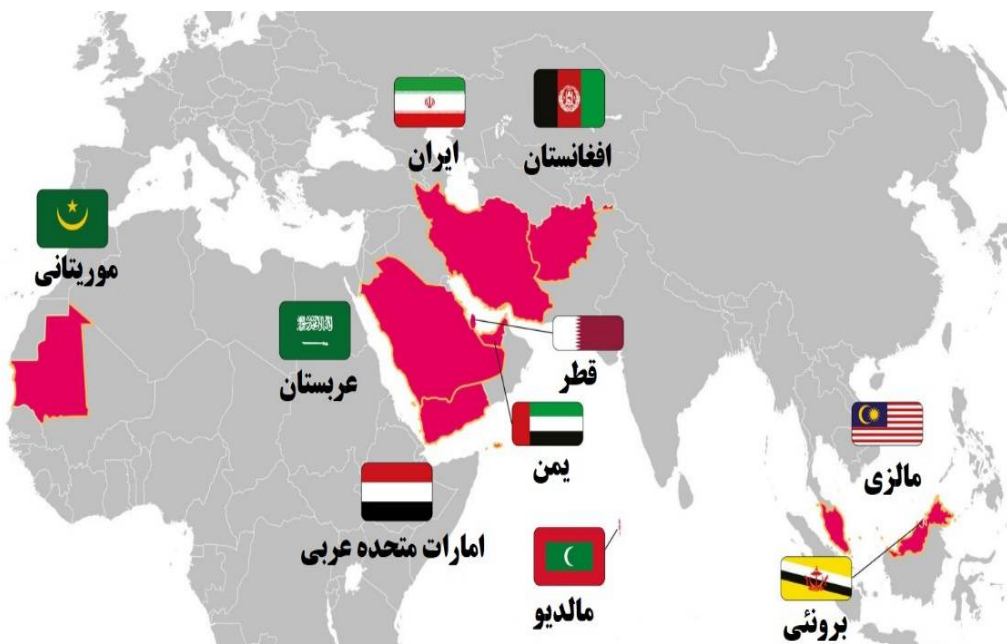 ایران
افغانستان
موریتانی
عربستان
قطر
یمن
مالزی
امارات متحده عربی
مالدیو
برونئی